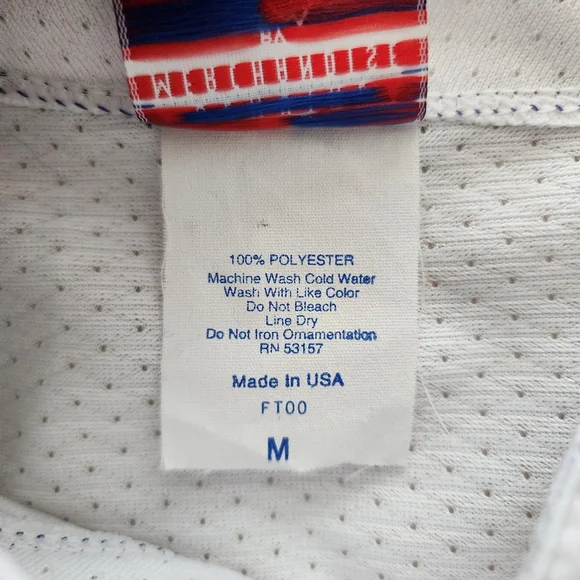 100% POLYESTER
Machine Wash Cold Water
Wash With Like Color
Do Not Bleach
Line Dry
Do Not Iron Ornamentation
RN 53157
Made In USA
FT00
M